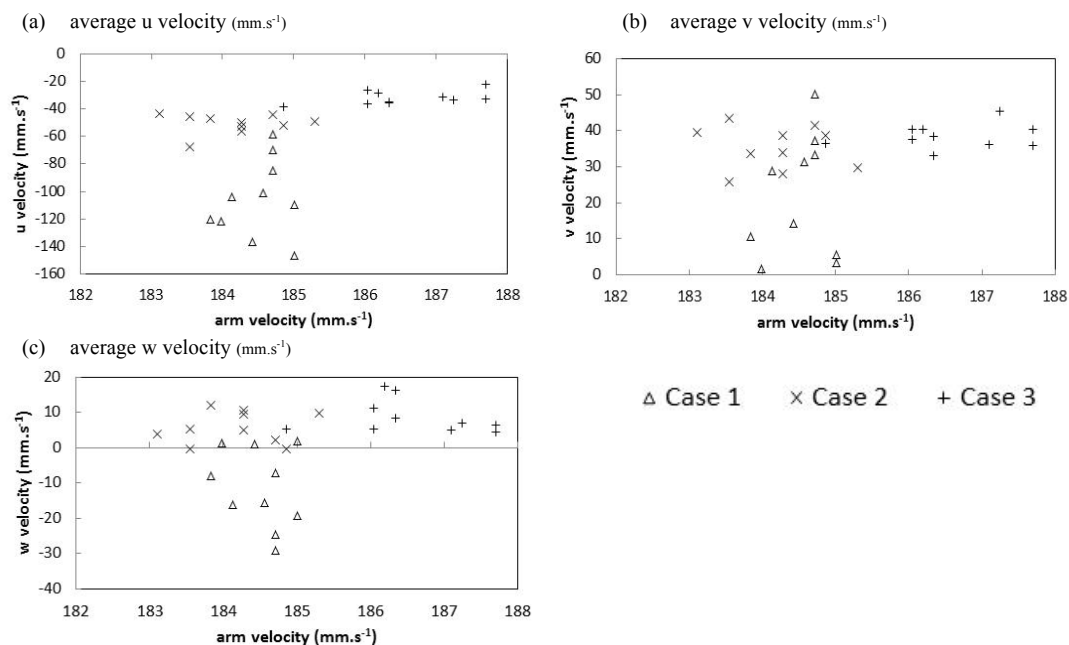 (a) average u velocity (mm.s⁻¹)
0
-20
-40
-60
-80
-100
-120
-140
-160
u velocity (mm.s⁻¹)
182 183 184 185 186 187 188
arm velocity (mm.s⁻¹)
(b) average v velocity (mm.s⁻¹)
60
50
40
30
20
10
0
v velocity (mm.s⁻¹)
182 183 184 185 186 187 188
arm velocity (mm.s⁻¹)
(c) average w velocity (mm.s⁻¹)
20
10
0
-10
-20
-30
-40
w velocity (mm.s⁻¹)
182 183 184 185 186 187 188
arm velocity (mm.s⁻¹)
Case 1 Case 2 Case 3